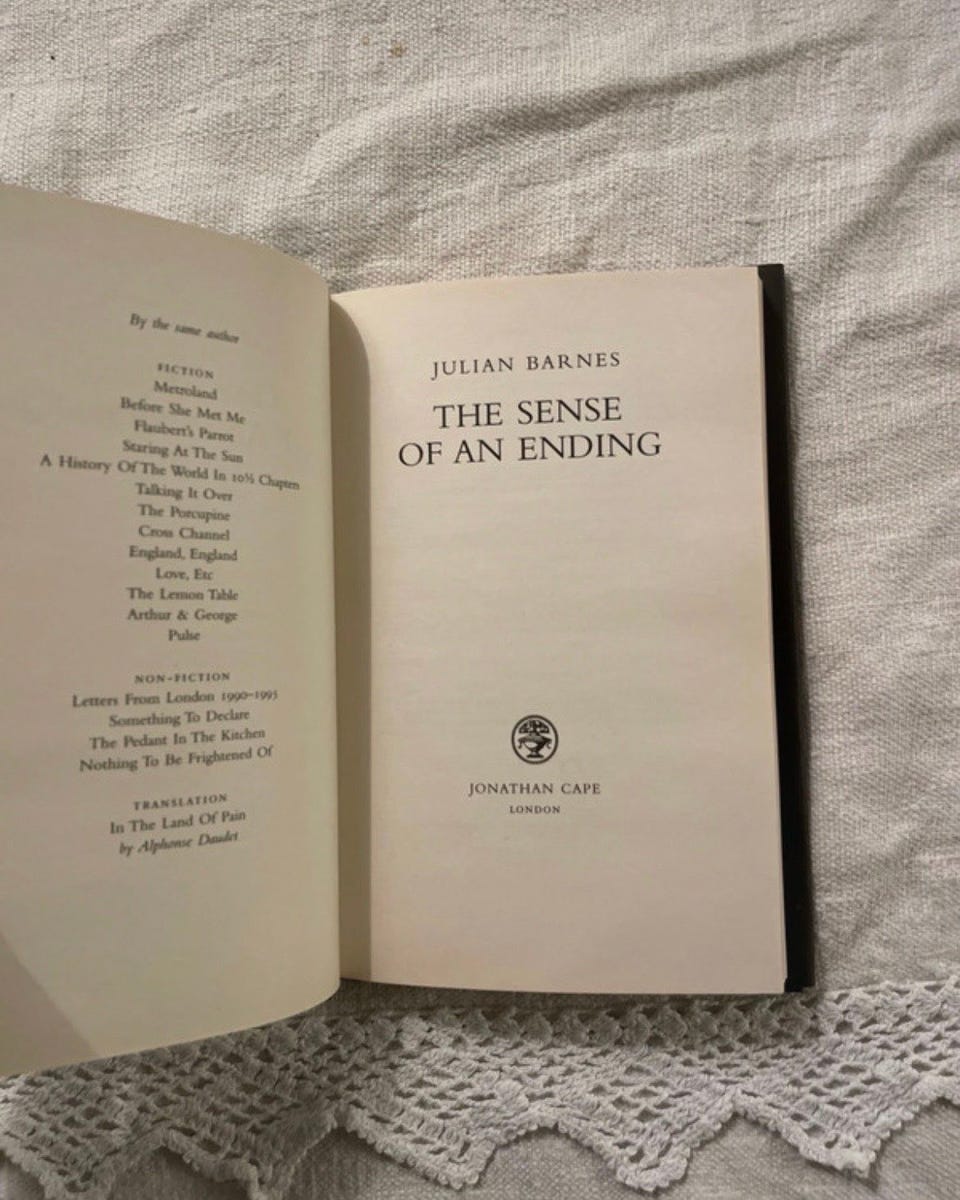 By the same author
FICTION
Metroland
Before She Met Me
Flaubert's Parrot
Staring At The Sun
A History Of The World In 10½ Chapters
Talking It Over
The Porcupine
Cross Channel
England, England
Love, Etc
The Lemon Table
Arthur & George
Pulse
NON-FICTION
Letters From London 1990–1995
Something To Declare
The Pedant In The Kitchen
Nothing To Be Frightened Of
TRANSLATION
In The Land Of Pain
by Alphonse Daudet
JULIAN BARNES
THE SENSE
OF AN ENDING
JONATHAN CAPE
LONDON